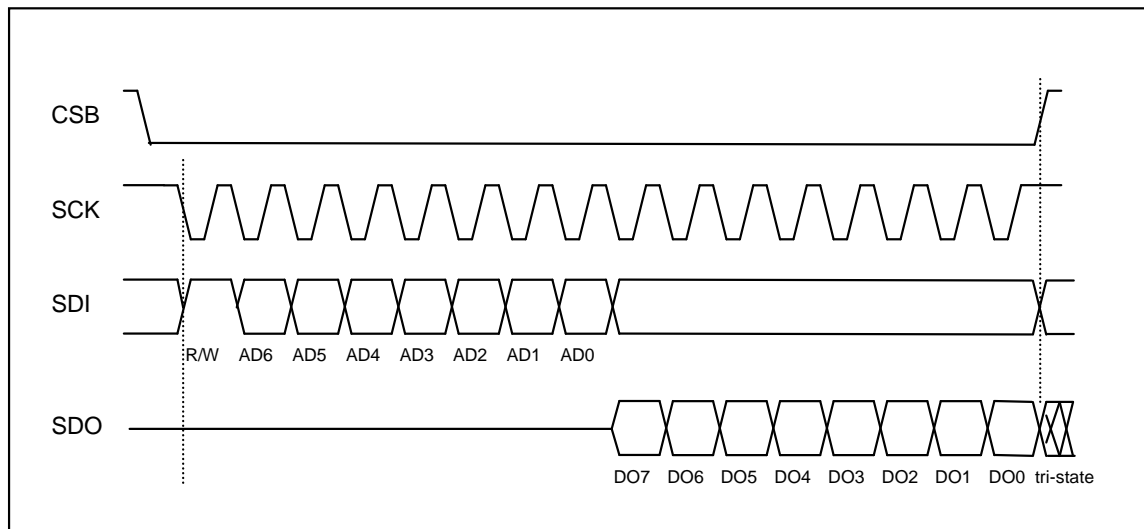 CSB
SCK
SDI
R/W AD6 AD5 AD4 AD3 AD2 AD1 AD0
SDO
DO7 DO6 DO5 DO4 DO3 DO2 DO1 DO0 tri-state